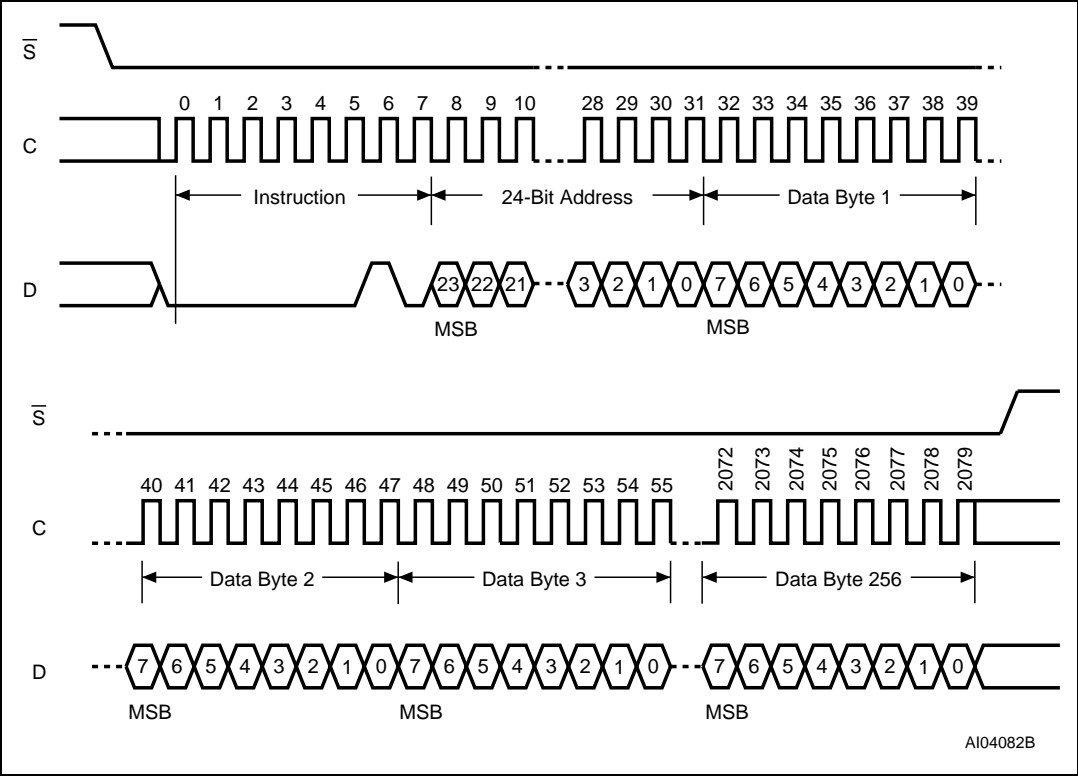 S
0 1 2 3 4 5 6 7 8 9 10 28 29 30 31 32 33 34 35 36 37 38 39
C
Instruction 24-Bit Address Data Byte 1
D 23 22 21 3 2 1 0 7 6 5 4 3 2 1 0
MSB MSB
S
40 41 42 43 44 45 46 47 48 49 50 51 52 53 54 55 2072 2073 2074 2075 2076 2077 2078 2079
C
Data Byte 2 Data Byte 3 Data Byte 256
D 7 6 5 4 3 2 1 0 7 6 5 4 3 2 1 0 7 6 5 4 3 2 1 0
MSB MSB MSB
AI04082B